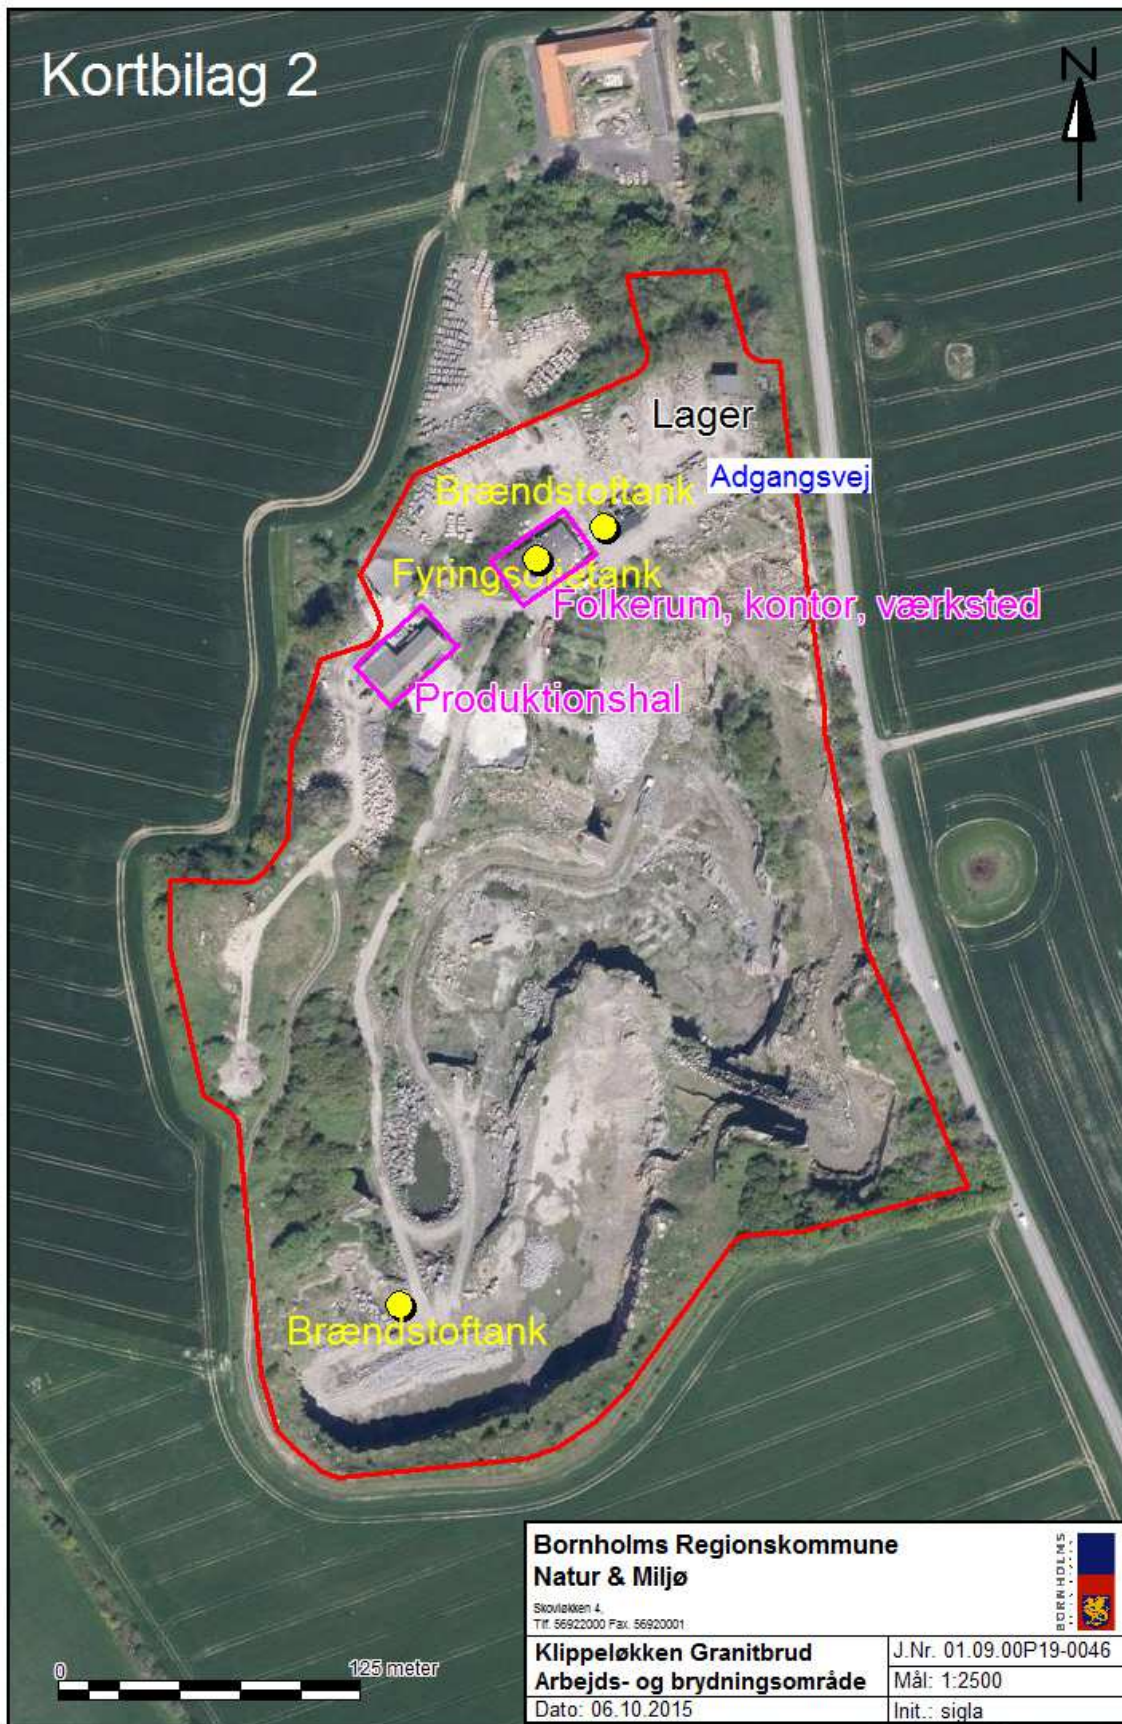 Kortbilag 2
N
Lager
Adgangsvej
Brændstoftank
Fyringsolietank
Folkerum, kontor, værksted
Produktionshal
Brændstoftank
Bornholms Regionskommune
Natur & Miljø
Skovløkken 4,
Tlf. 56922000 Fax. 56920001
BORNHOLMS
Klippeløkken Granitbrud
Arbejds- og brydningsområde
J.Nr. 01.09.00P19-0046
Mål: 1:2500
Dato: 06.10.2015
Init.: sigla
0
125 meter